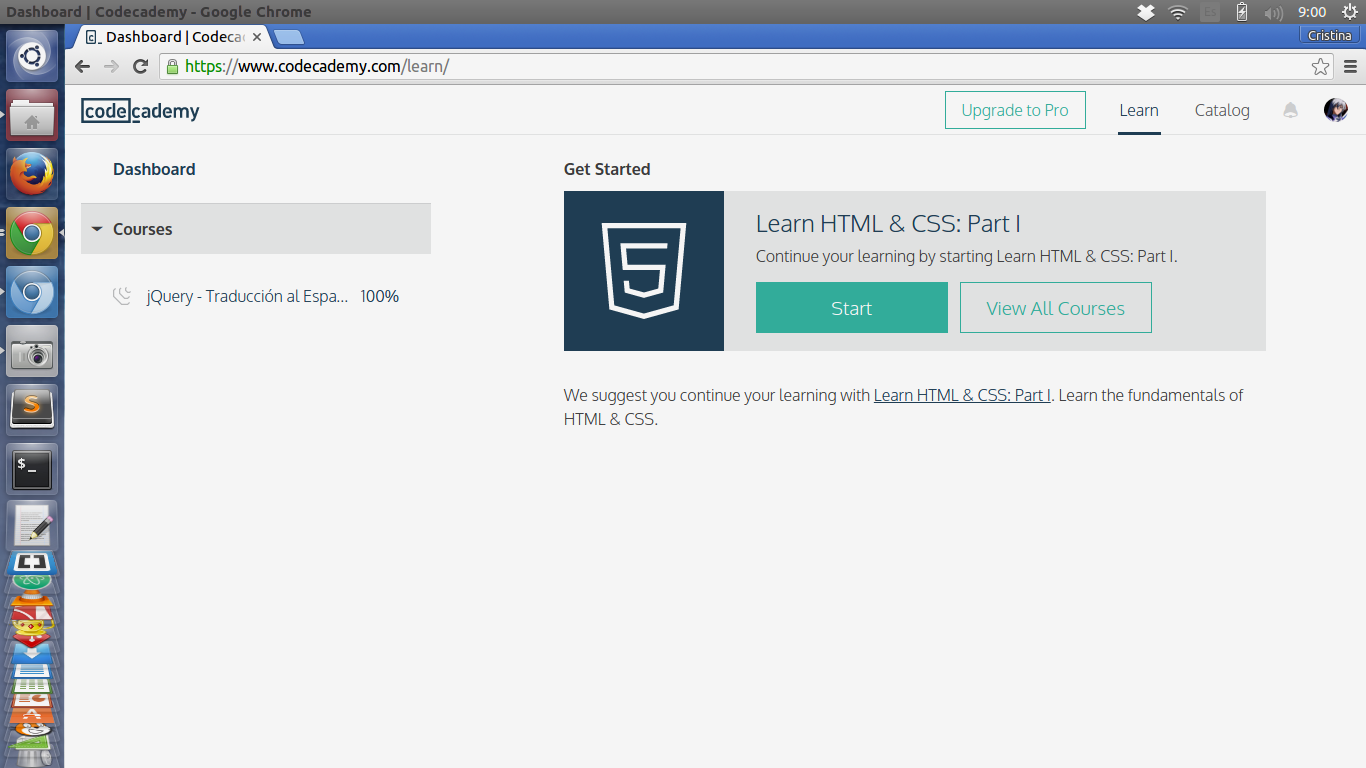 Dashboard | Codecademy - Google Chrome
9:00
Dashboard | Codeca
Cristina
https://www.codecademy.com/learn/
codecademy
Upgrade to Pro
Learn
Catalog
Dashboard
Courses
jQuery - Traducción al Espa... 100%
Get Started
5
Learn HTML & CSS: Part I
Continue your learning by starting Learn HTML & CSS: Part I.
Start
View All Courses
We suggest you continue your learning with Learn HTML & CSS: Part I. Learn the fundamentals of
HTML & CSS.
S
$ _